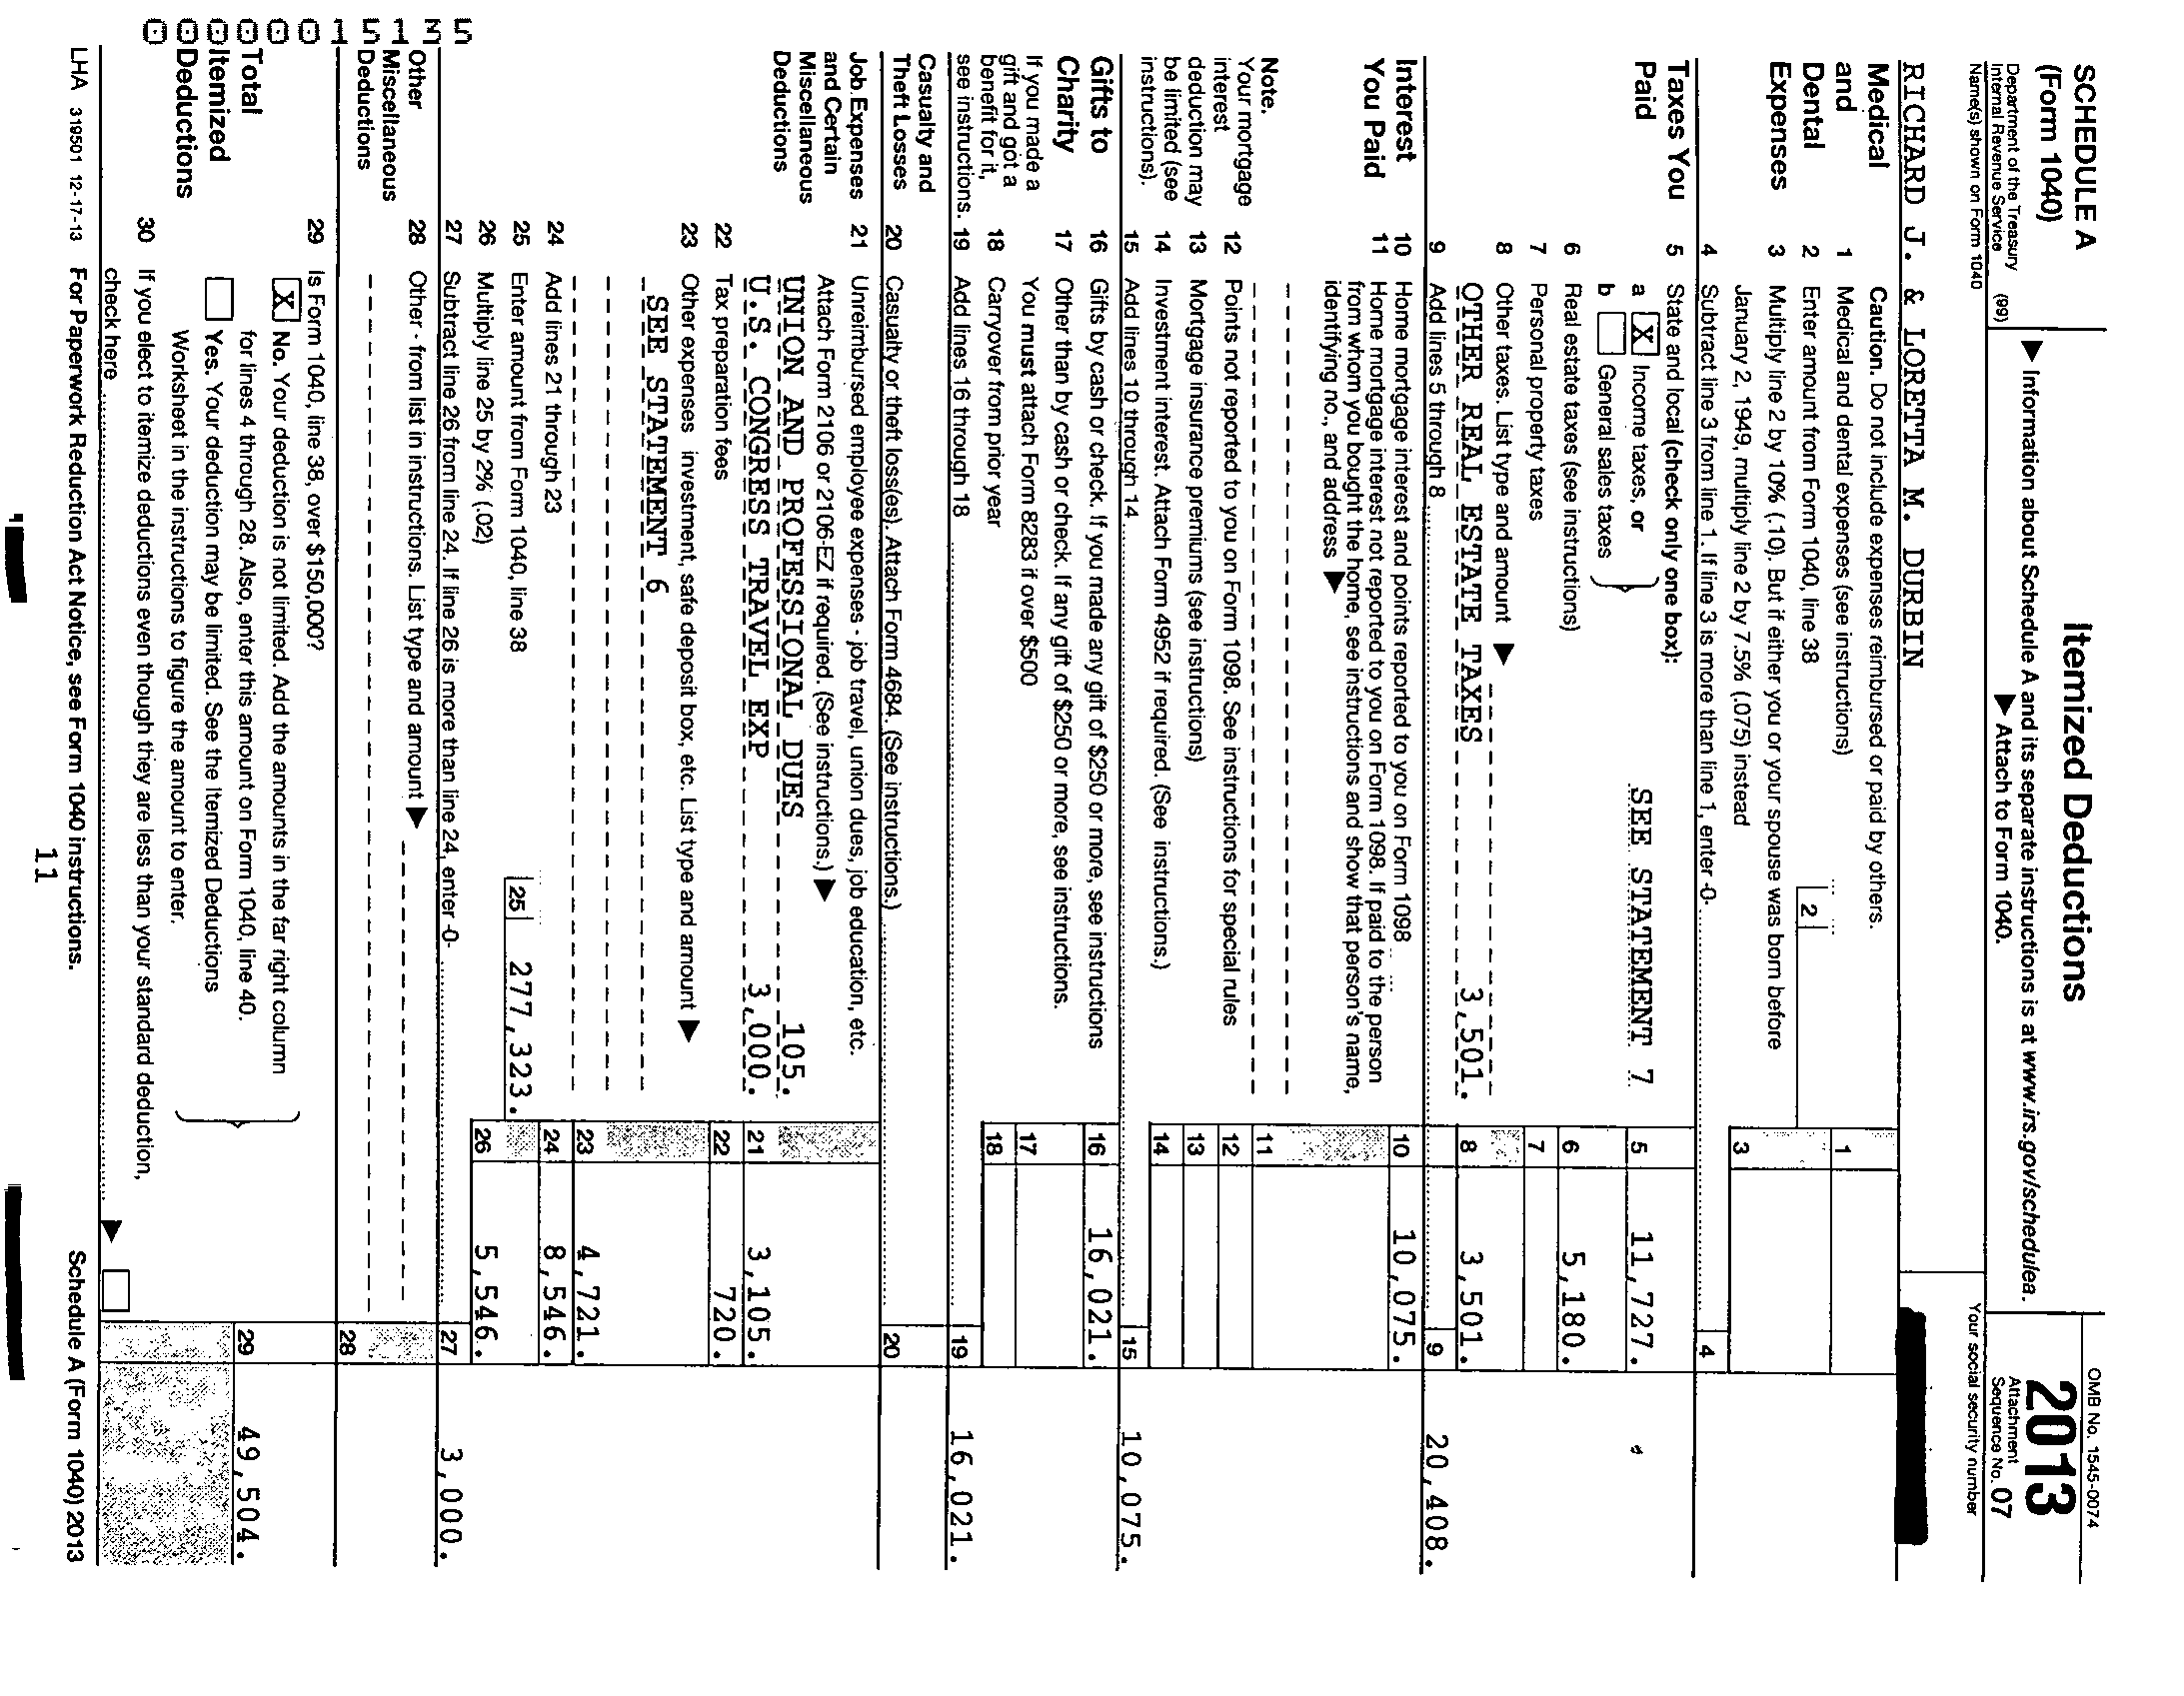 SCHEDULE A
(Form 1040)
Department of the Treasury
Internal Revenue Service (99)
Itemized Deductions
▶ Information about Schedule A and its separate instructions is at www.irs.gov/schedulea.
▶ Attach to Form 1040.
OMB No. 1545-0074
2013
Attachment
Sequence No. 07
Name(s) shown on Form 1040
Your social security number
RICHARD J. & LORETTA M. DURBIN
Medical and Dental Expenses
Caution. Do not include expenses reimbursed or paid by others.
1 Medical and dental expenses (see instructions) 1
2 Enter amount from Form 1040, line 38 2
3 Multiply line 2 by 10% (.10). But if either you or your spouse was born before
January 2, 1949, multiply line 2 by 7.5% (.075) instead 3
4 Subtract line 3 from line 1. If line 3 is more than line 1, enter -0- 4
Taxes You Paid
5 State and local (check only one box):
a X Income taxes, or SEE STATEMENT 7 5 11,727.
b General sales taxes
6 Real estate taxes (see instructions) 6 5,180.
7 Personal property taxes 7
8 Other taxes. List type and amount ▶
OTHER REAL ESTATE TAXES 3,501. 8 3,501.
9 Add lines 5 through 8 9 20,408.
Interest You Paid
10 Home mortgage interest and points reported to you on Form 1098 10 10,075.
11 Home mortgage interest not reported to you on Form 1098. If paid to the person
from whom you bought the home, see instructions and show that person's name,
identifying no., and address ▶
11
Note.
Your mortgage
interest
deduction may
be limited (see
instructions).
12 Points not reported to you on Form 1098. See instructions for special rules 12
13 Mortgage insurance premiums (see instructions) 13
14 Investment interest. Attach Form 4952 if required. (See instructions.) 14
15 Add lines 10 through 14 15 10,075.
Gifts to Charity
If you made a
gift and got a
benefit for it,
see instructions.
16 Gifts by cash or check. If you made any gift of $250 or more, see instructions 16 16,021.
17 Other than by cash or check. If any gift of $250 or more, see instructions.
You must attach Form 8283 if over $500 17
18 Carryover from prior year 18
19 Add lines 16 through 18 19 16,021.
Casualty and Theft Losses
20 Casualty or theft loss(es). Attach Form 4684. (See instructions.) 20
Job Expenses and Certain Miscellaneous Deductions
21 Unreimbursed employee expenses - job travel, union dues, job education, etc.
Attach Form 2106 or 2106-EZ if required. (See instructions.) ▶
UNION AND PROFESSIONAL DUES 105.
U.S. CONGRESS TRAVEL EXP 3,000. 21 3,105.
22 Tax preparation fees 22 720.
23 Other expenses investment, safe deposit box, etc. List type and amount ▶
SEE STATEMENT 6
23 4,721.
24 Add lines 21 through 23 24 8,546.
25 Enter amount from Form 1040, line 38 25 277,323.
26 Multiply line 25 by 2% (.02) 26 5,546.
27 Subtract line 26 from line 24. If line 26 is more than line 24, enter -0- 27 3,000.
Other Miscellaneous Deductions
28 Other - from list in instructions. List type and amount ▶
28
Total Itemized Deductions
29 Is Form 1040, line 38, over $150,000?
X No. Your deduction is not limited. Add the amounts in the far right column
for lines 4 through 28. Also, enter this amount on Form 1040, line 40. 29 49,504.
Yes. Your deduction may be limited. See the Itemized Deductions
Worksheet in the instructions to figure the amount to enter.
30 If you elect to itemize deductions even though they are less than your standard deduction,
check here ▶
LHA 319501 12-17-13 For Paperwork Reduction Act Notice, see Form 1040 instructions. Schedule A (Form 1040) 2013
11
00000015135